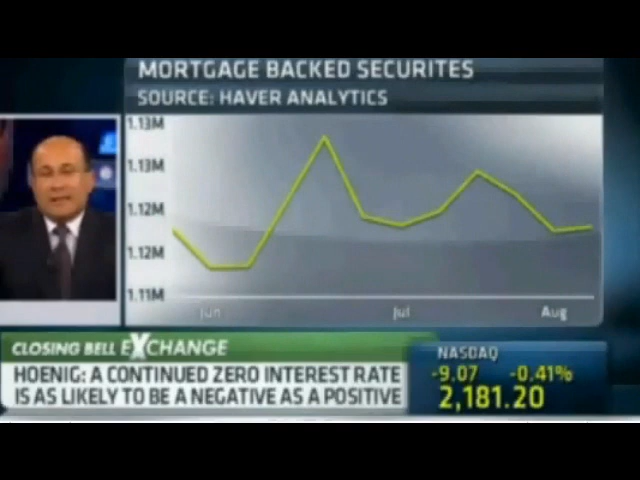 MORTGAGE BACKED SECURITES
SOURCE: HAVER ANALYTICS
1.13M
1.13M
1.12M
1.12M
1.11M
Jun
Jul
Aug
CLOSING BELL EXCHANGE
HOENIG: A CONTINUED ZERO INTEREST RATE
IS AS LIKELY TO BE A NEGATIVE AS A POSITIVE
NASDAQ
-9.07 -0.41%
2,181.20